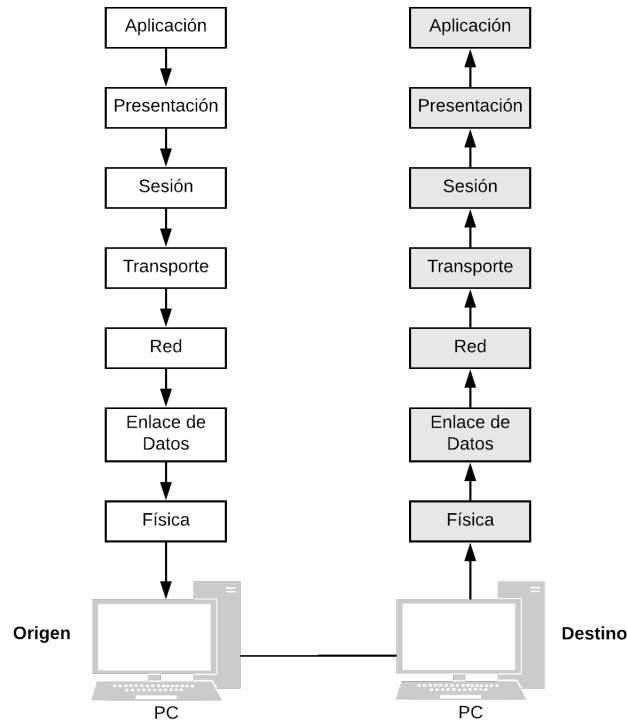 Aplicación
Presentación
Sesión
Transporte
Red
Enlace de
Datos
Física
Origen
PC
Aplicación
Presentación
Sesión
Transporte
Red
Enlace de
Datos
Física
Destino
PC